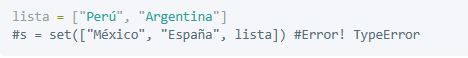 lista = ["Perú", "Argentina"]
#s = set(["México", "España", lista]) #Error! TypeError